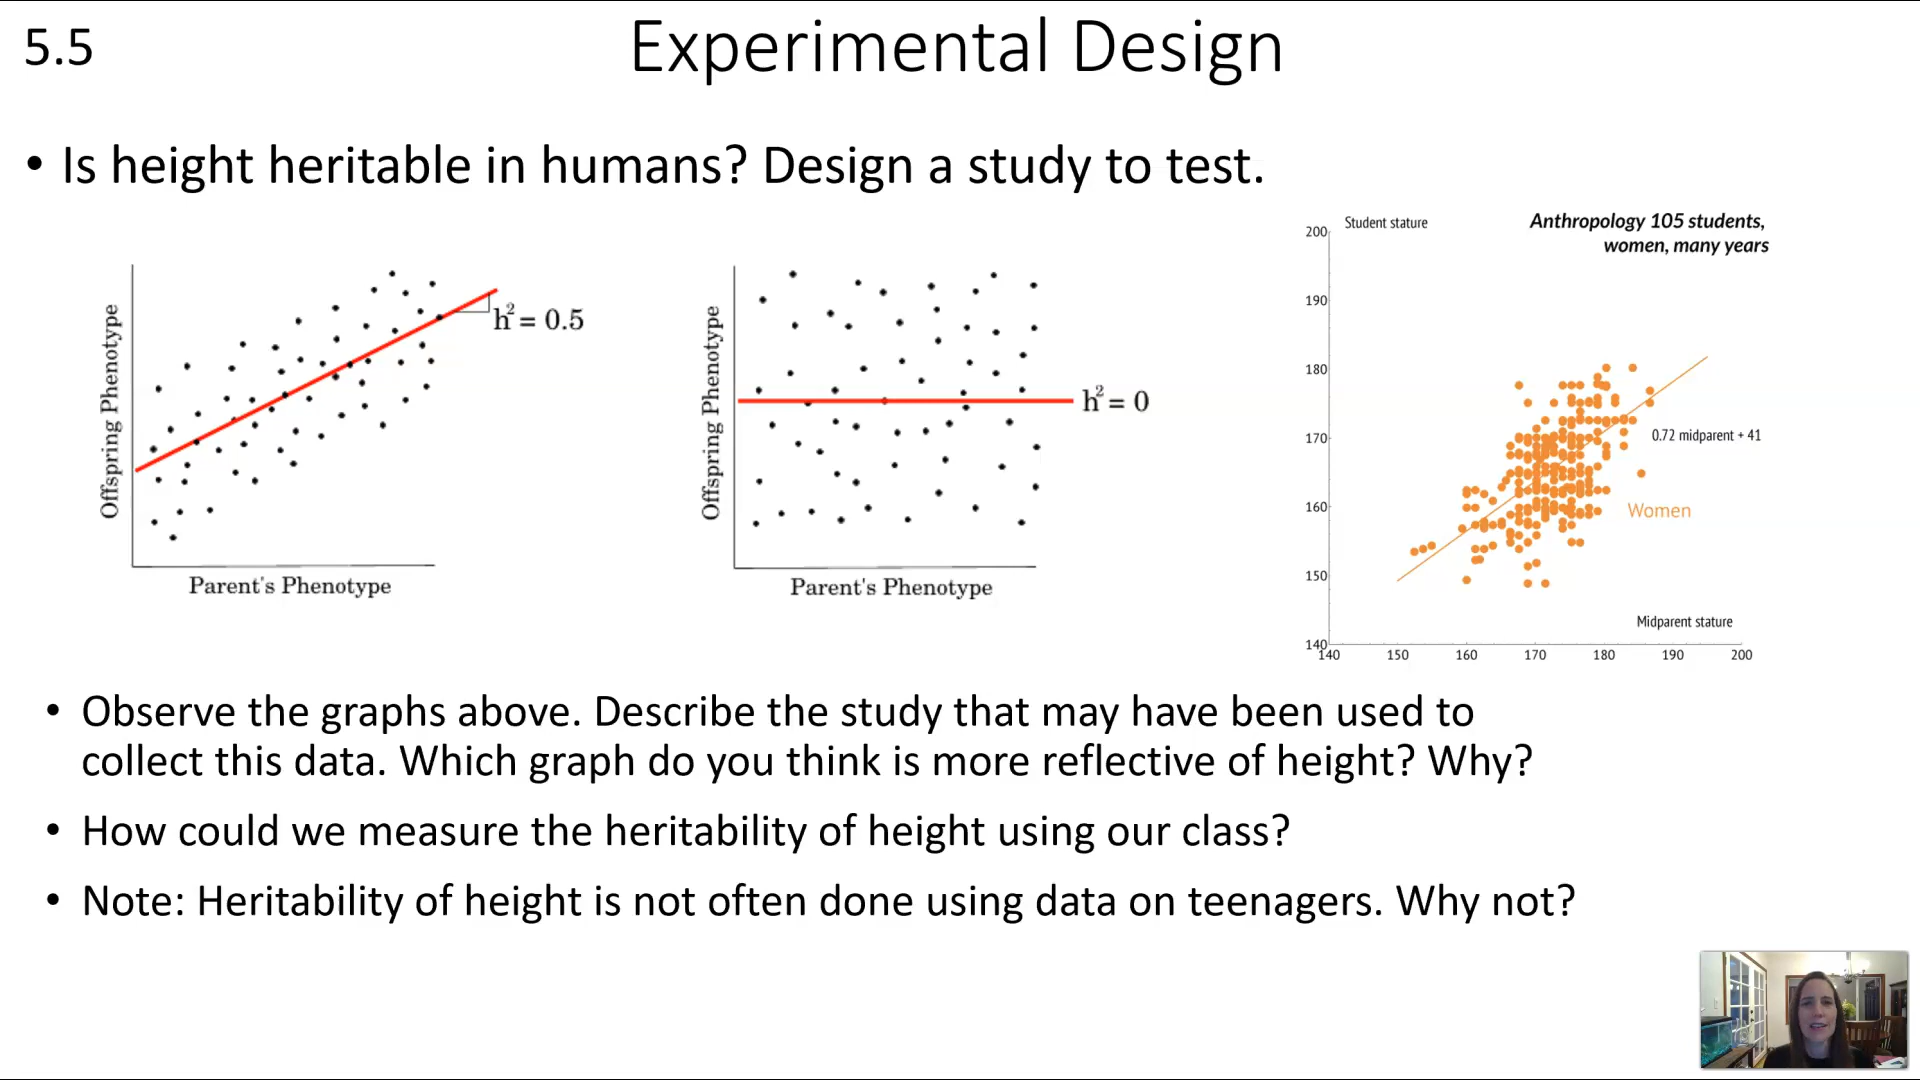 5.5
Experimental Design
• Is height heritable in humans? Design a study to test.
Offspring Phenotype
h² = 0.5
Parent's Phenotype
Offspring Phenotype
h² = 0
Parent's Phenotype
Student stature
Anthropology 105 students,
women, many years
200
190
180
170
160
150
140
0.72 midparent + 41
Women
Midparent stature
140 150 160 170 180 190 200
• Observe the graphs above. Describe the study that may have been used to
collect this data. Which graph do you think is more reflective of height? Why?
• How could we measure the heritability of height using our class?
• Note: Heritability of height is not often done using data on teenagers. Why not?